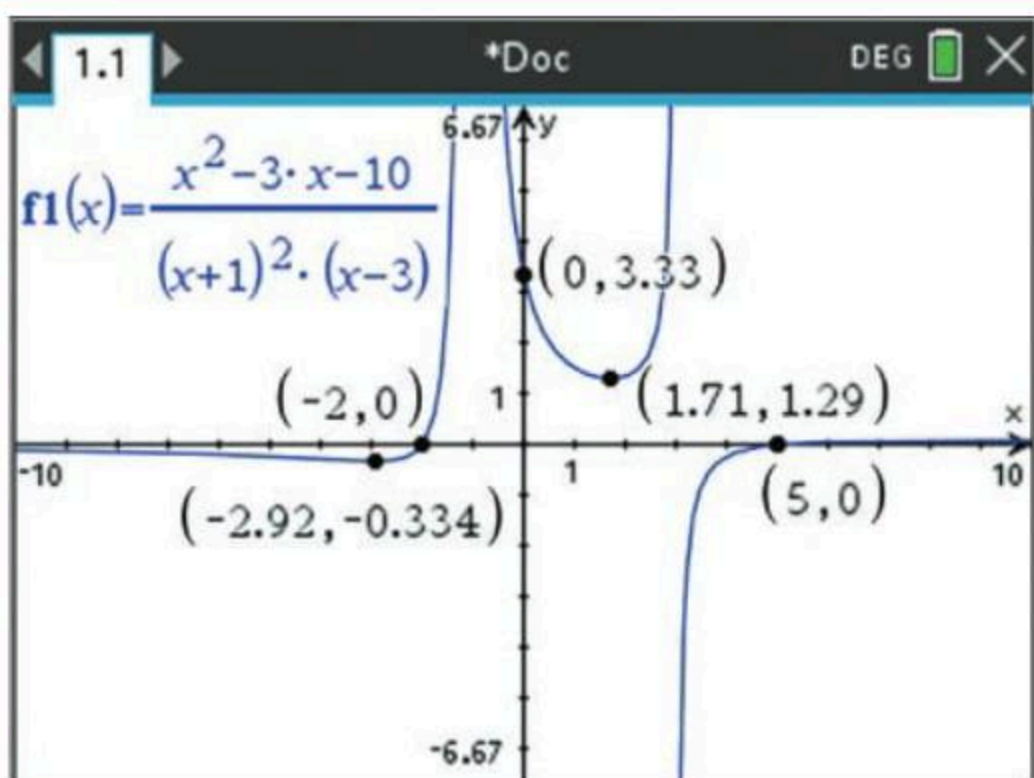 1.1 *Doc DEG
6.67 y
f1(x)=x²-3·x-10
(x+1)²·(x-3)
(0,3.33)
(-2,0) 1 (1.71,1.29) x
-10 1 10
(-2.92,-0.334) (5,0)
-6.67